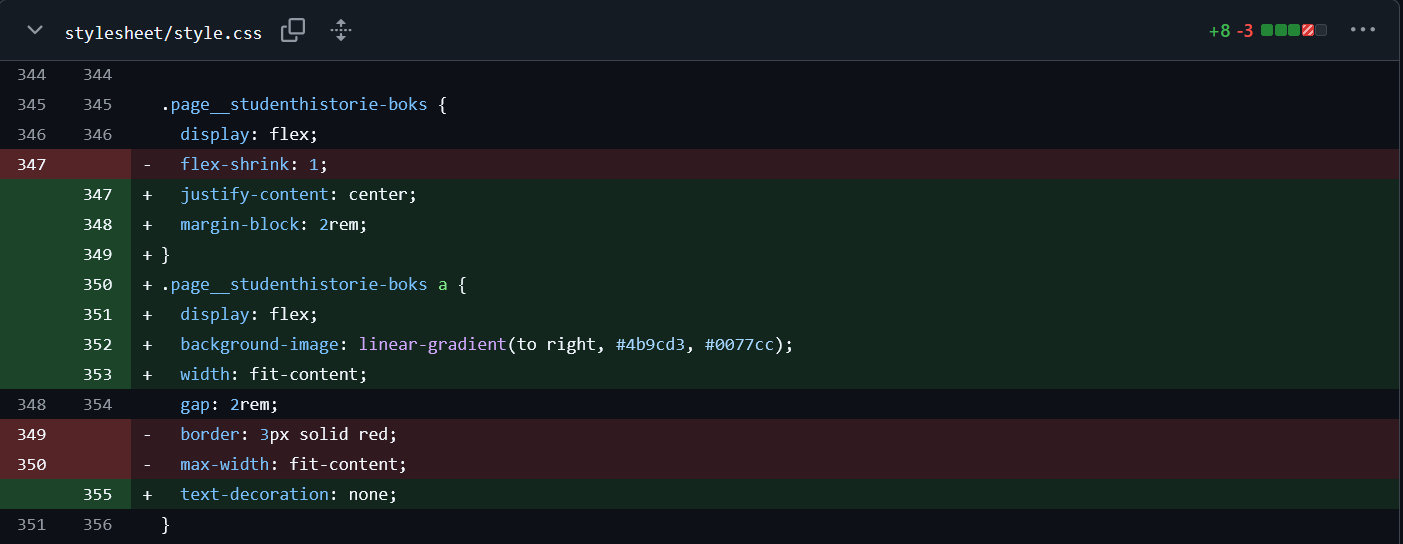 stylesheet/style.css +8 -3
344 344
345 345 .page__studenthistorie-boks {
346 346 display: flex;
347 - flex-shrink: 1;
347 + justify-content: center;
348 + margin-block: 2rem;
349 + }
350 + .page__studenthistorie-boks a {
351 + display: flex;
352 + background-image: linear-gradient(to right, #4b9cd3, #0077cc);
353 + width: fit-content;
348 354 gap: 2rem;
349 - border: 3px solid red;
350 - max-width: fit-content;
355 + text-decoration: none;
351 356 }